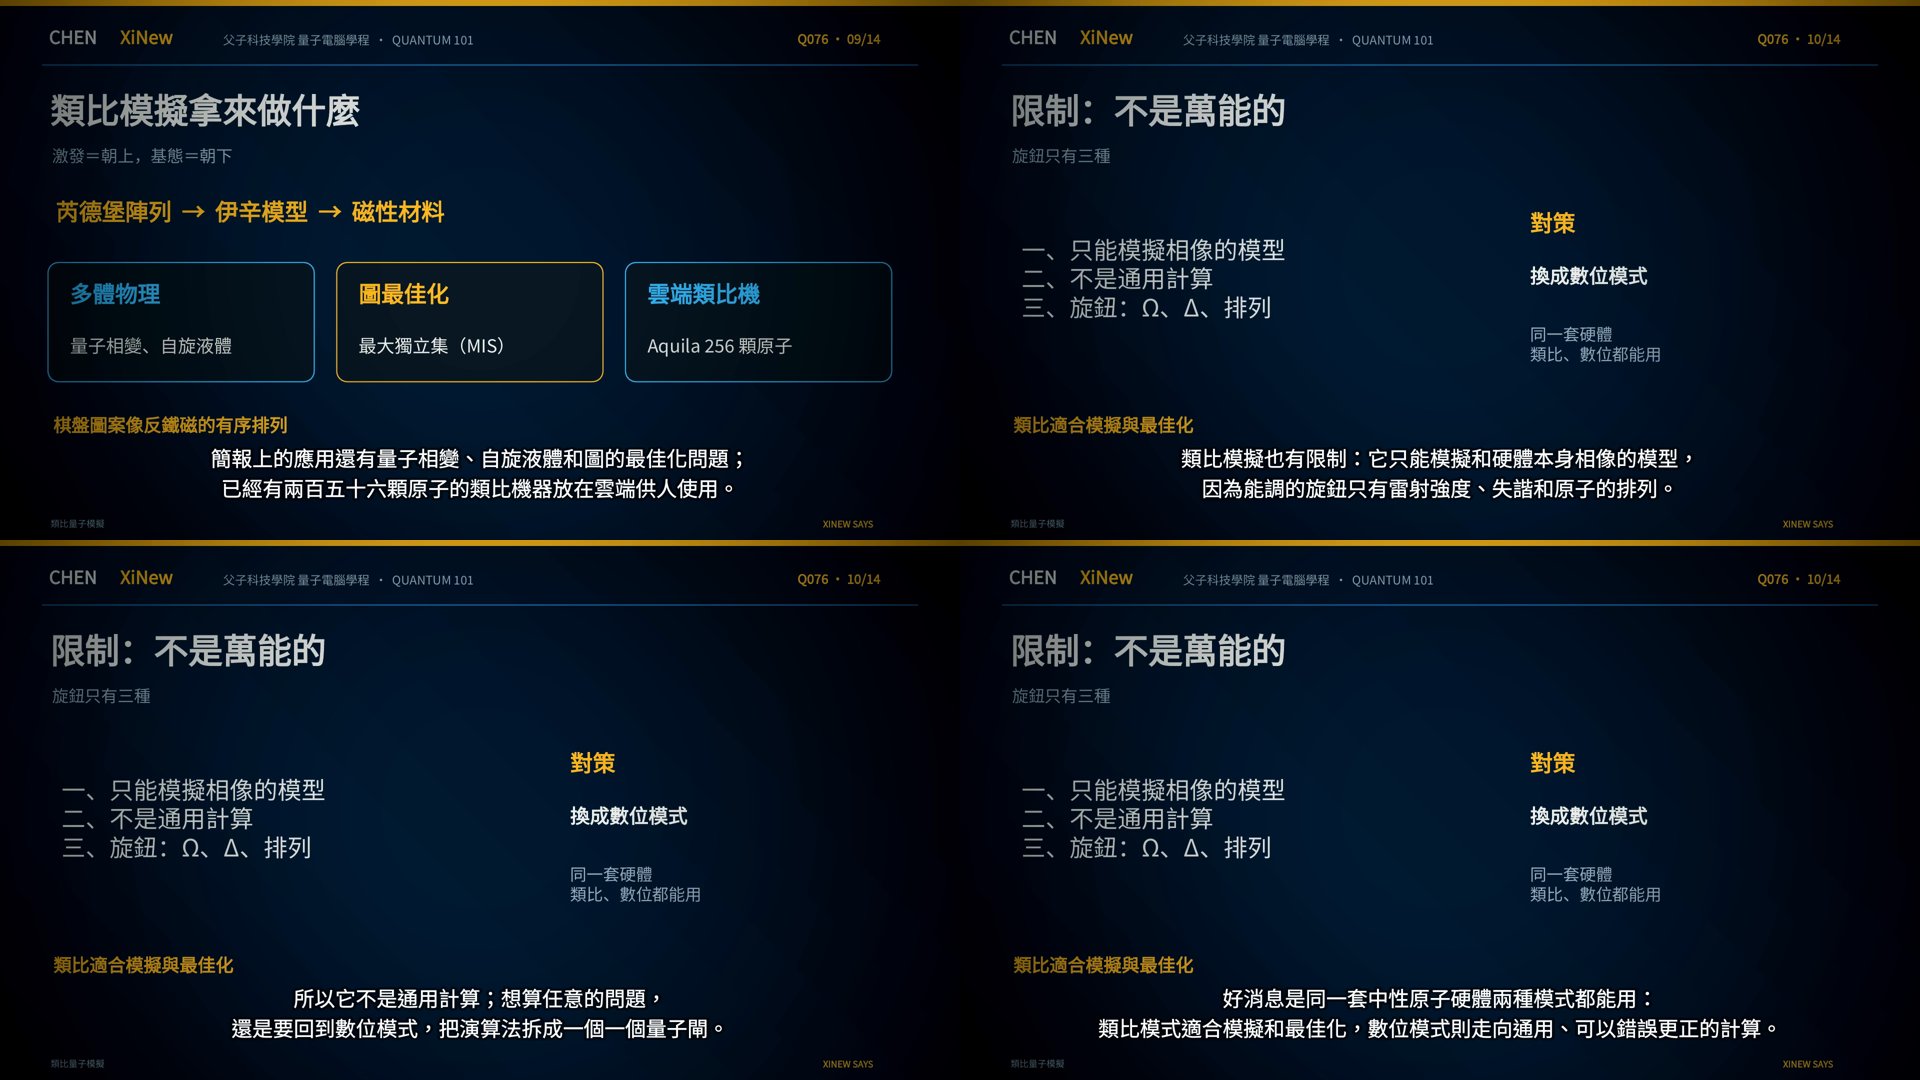 CHEN XiNew 父子科技學院 量子電腦學程 · QUANTUM 101 Q076 · 09/14
類比模擬拿來做什麼
激發=朝上，基態=朝下
芮德堡陣列 → 伊辛模型 → 磁性材料
多體物理
量子相變、自旋液體
圖最佳化
最大獨立集（MIS）
雲端類比機
Aquila 256 顆原子
棋盤圖案像反鐵磁的有序排列
簡報上的應用還有量子相變、自旋液體和圖的最佳化問題；
已經有兩百五十六顆原子的類比機器放在雲端供人使用。
類比量子模擬 XINEW SAYS
CHEN XiNew 父子科技學院 量子電腦學程 · QUANTUM 101 Q076 · 10/14
限制：不是萬能的
旋鈕只有三種
一、只能模擬相像的模型
二、不是通用計算
三、旋鈕：Ω、Δ、排列
對策
換成數位模式
同一套硬體
類比、數位都能用
類比適合模擬與最佳化
類比模擬也有限制：它只能模擬和硬體本身相像的模型，
因為能調的旋鈕只有雷射強度、失諧和原子的排列。
類比量子模擬 XINEW SAYS
CHEN XiNew 父子科技學院 量子電腦學程 · QUANTUM 101 Q076 · 10/14
限制：不是萬能的
旋鈕只有三種
一、只能模擬相像的模型
二、不是通用計算
三、旋鈕：Ω、Δ、排列
對策
換成數位模式
同一套硬體
類比、數位都能用
類比適合模擬與最佳化
所以它不是通用計算；想算任意的問題，
還是要回到數位模式，把演算法拆成一個一個量子閘。
類比量子模擬 XINEW SAYS
CHEN XiNew 父子科技學院 量子電腦學程 · QUANTUM 101 Q076 · 10/14
限制：不是萬能的
旋鈕只有三種
一、只能模擬相像的模型
二、不是通用計算
三、旋鈕：Ω、Δ、排列
對策
換成數位模式
同一套硬體
類比、數位都能用
類比適合模擬與最佳化
好消息是同一套中性原子硬體兩種模式都能用：
類比模式適合模擬和最佳化，數位模式則走向通用、可以錯誤更正的計算。
類比量子模擬 XINEW SAYS